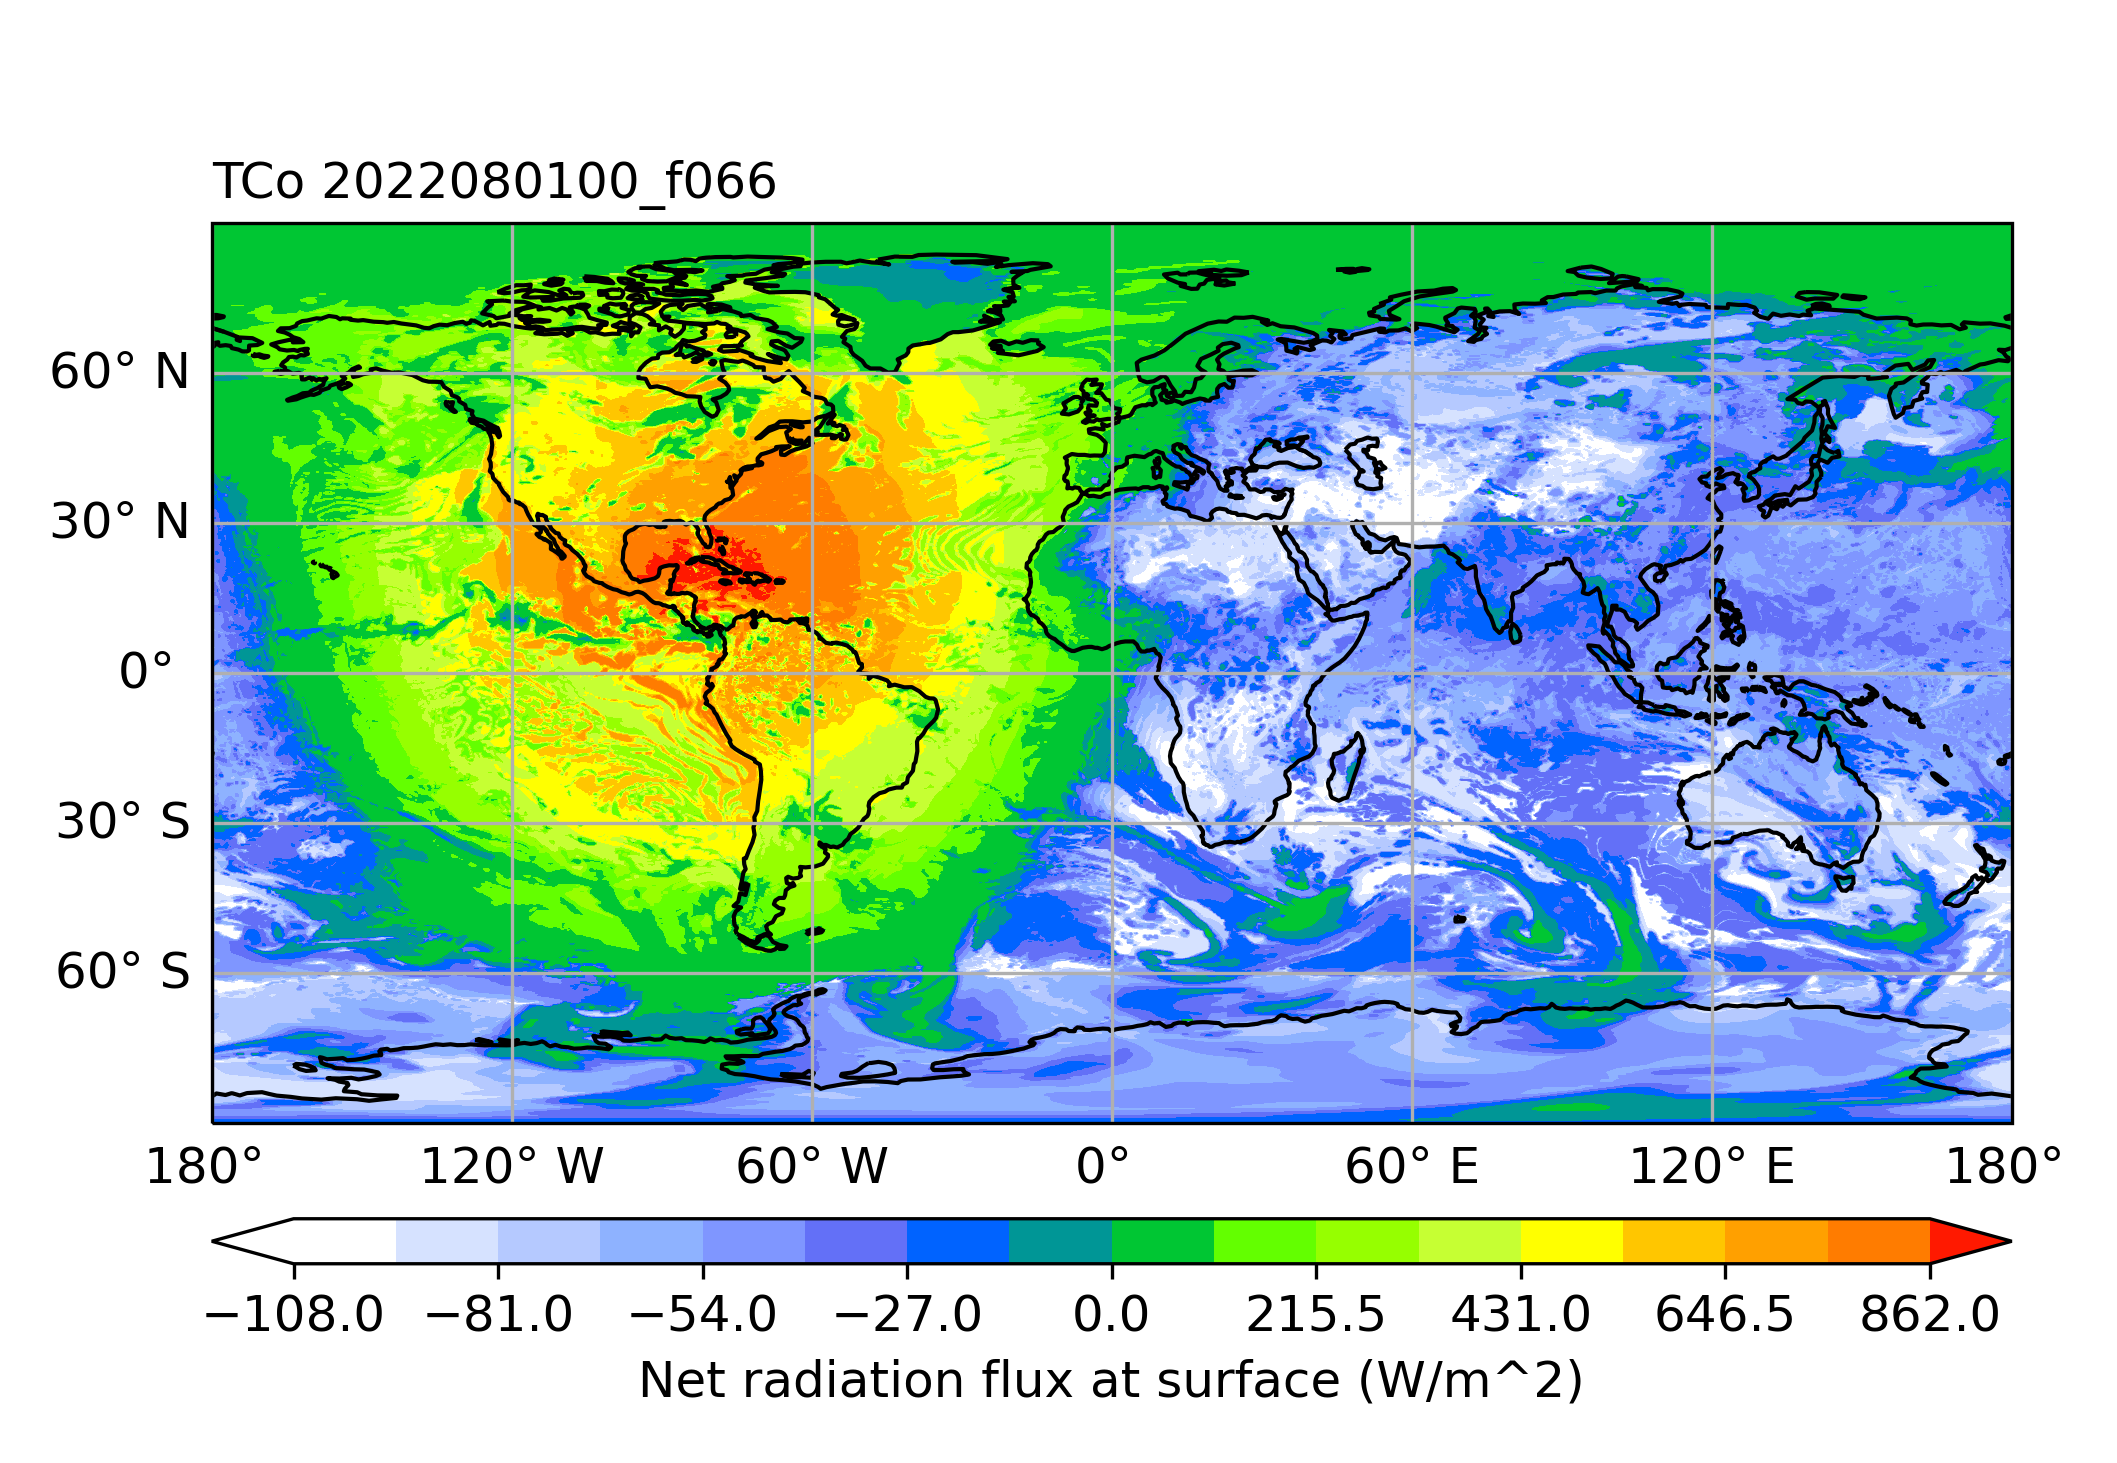 TCo 2022080100_f066
60° N
30° N
0°
30° S
60° S
180° 120° W 60° W 0° 60° E 120° E 180°
−108.0 −81.0 −54.0 −27.0 0.0 215.5 431.0 646.5 862.0
Net radiation flux at surface (W/m^2)